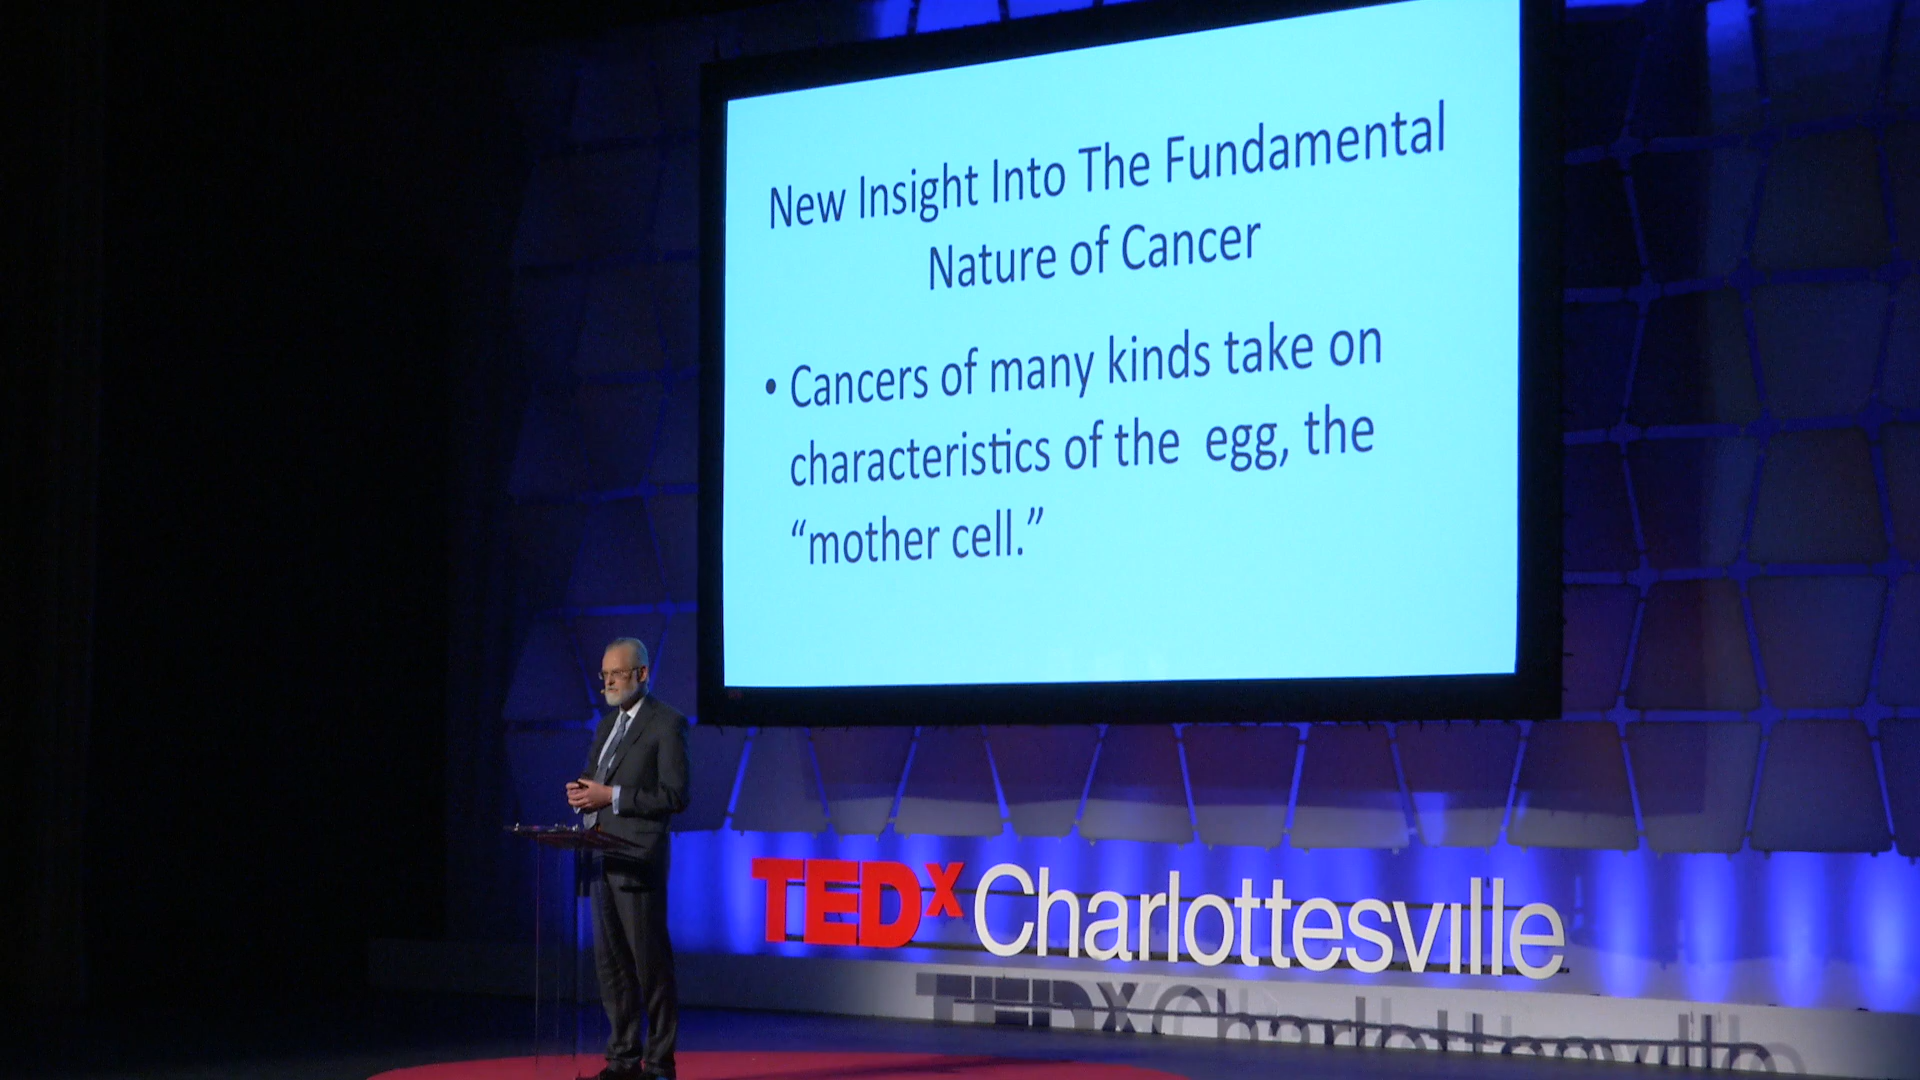 New Insight Into The Fundamental
Nature of Cancer
• Cancers of many kinds take on
characteristics of the egg, the
“mother cell.”
TEDx Charlottesville